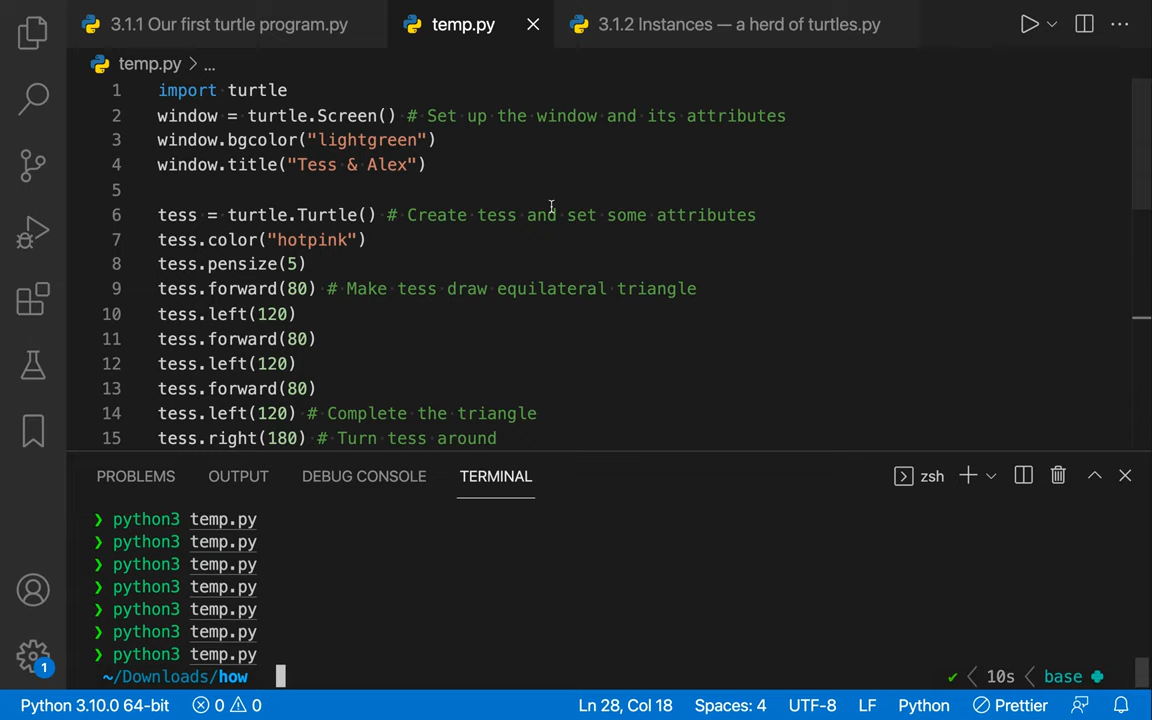 3.1.1 Our first turtle program.py
temp.py
3.1.2 Instances — a herd of turtles.py
temp.py > ...
1 import turtle
2 window = turtle.Screen() # Set up the window and its attributes
3 window.bgcolor("lightgreen")
4 window.title("Tess & Alex")
5
6 tess = turtle.Turtle() # Create tess and set some attributes
7 tess.color("hotpink")
8 tess.pensize(5)
9 tess.forward(80) # Make tess draw equilateral triangle
10 tess.left(120)
11 tess.forward(80)
12 tess.left(120)
13 tess.forward(80)
14 tess.left(120) # Complete the triangle
15 tess.right(180) # Turn tess around
PROBLEMS OUTPUT DEBUG CONSOLE TERMINAL zsh
❯ python3 temp.py
❯ python3 temp.py
❯ python3 temp.py
❯ python3 temp.py
❯ python3 temp.py
❯ python3 temp.py
❯ python3 temp.py
~/Downloads/how ✔ 10s base
1
Python 3.10.0 64-bit 0 0 Ln 28, Col 18 Spaces: 4 UTF-8 LF Python Prettier